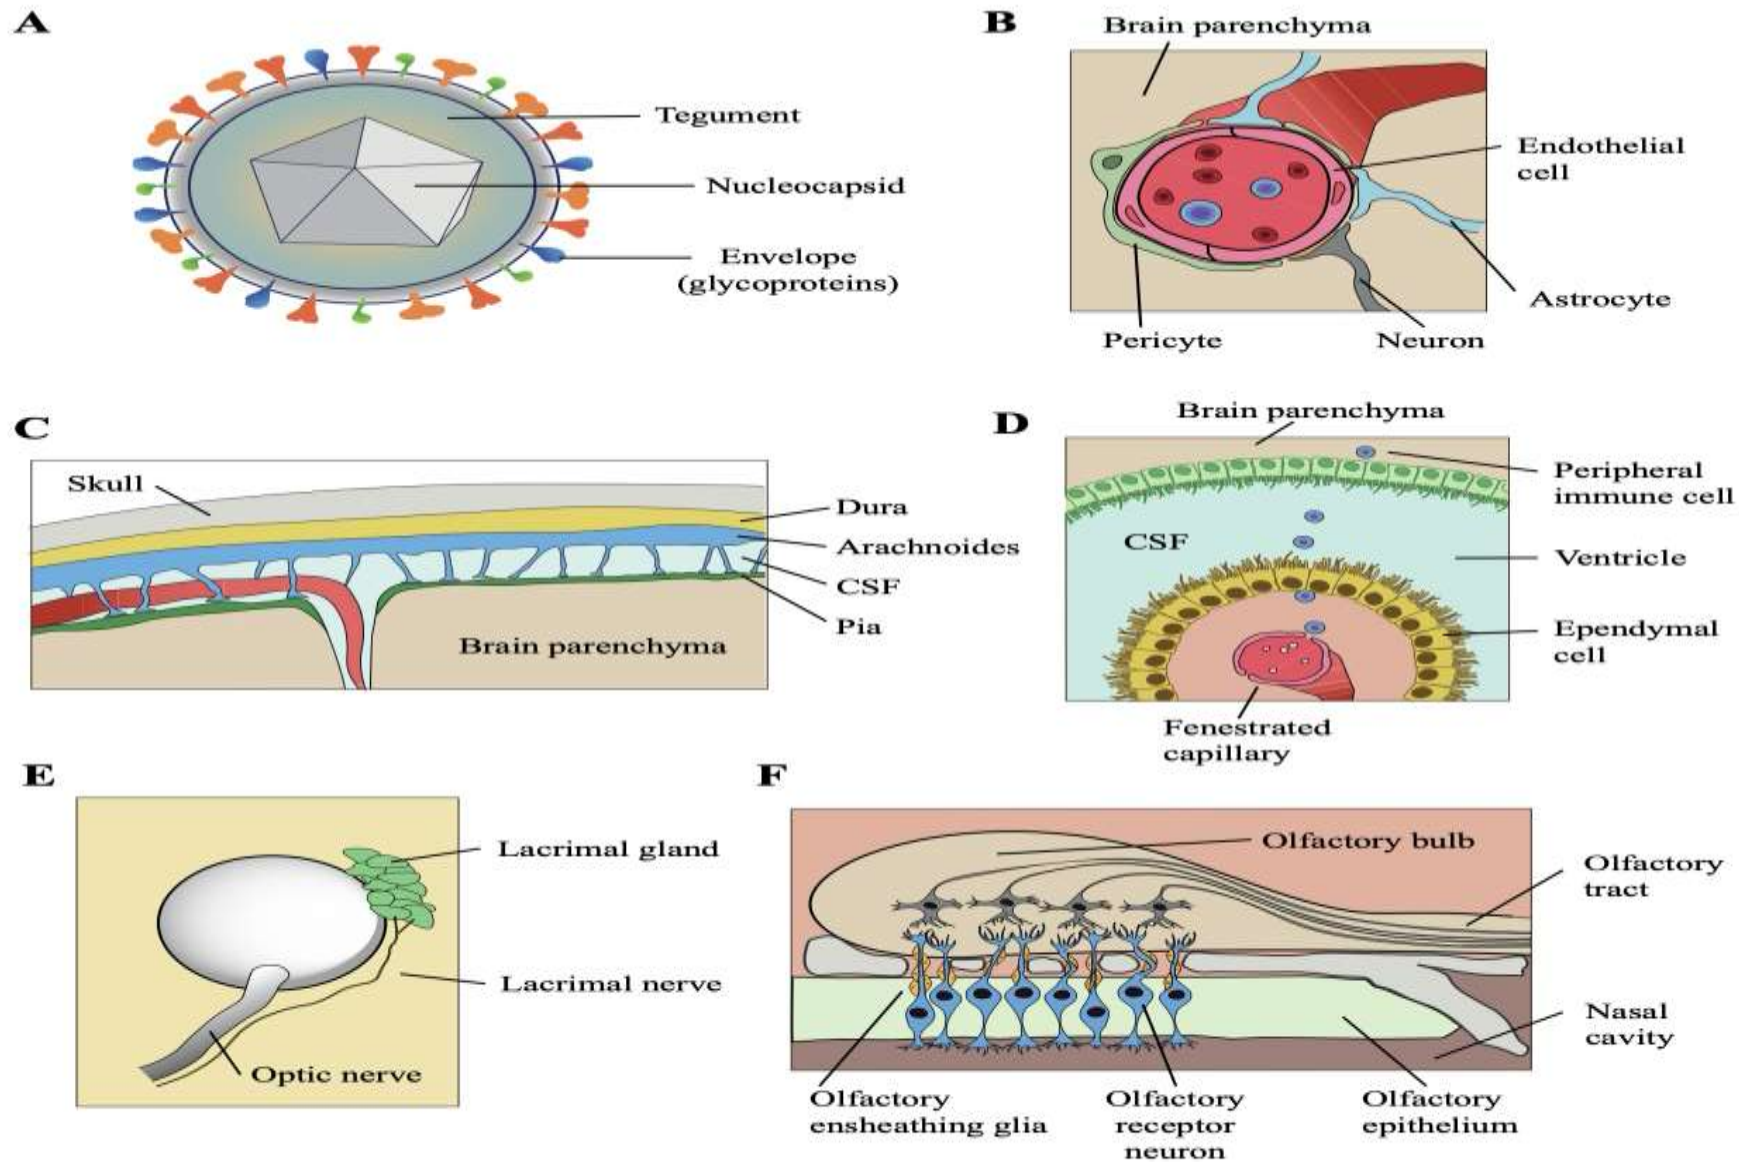 A
Tegument
Nucleocapsid
Envelope
(glycoproteins)
B
Brain parenchyma
Endothelial
cell
Astrocyte
Neuron
Pericyte
C
Skull
Dura
Arachnoides
CSF
Pia
Brain parenchyma
D
Brain parenchyma
Peripheral
immune cell
CSF
Ventricle
Ependymal
cell
Fenestrated
capillary
E
Lacrimal gland
Lacrimal nerve
Optic nerve
F
Olfactory bulb
Olfactory
tract
Nasal
cavity
Olfactory
ensheathing glia
Olfactory
receptor
neuron
Olfactory
epithelium